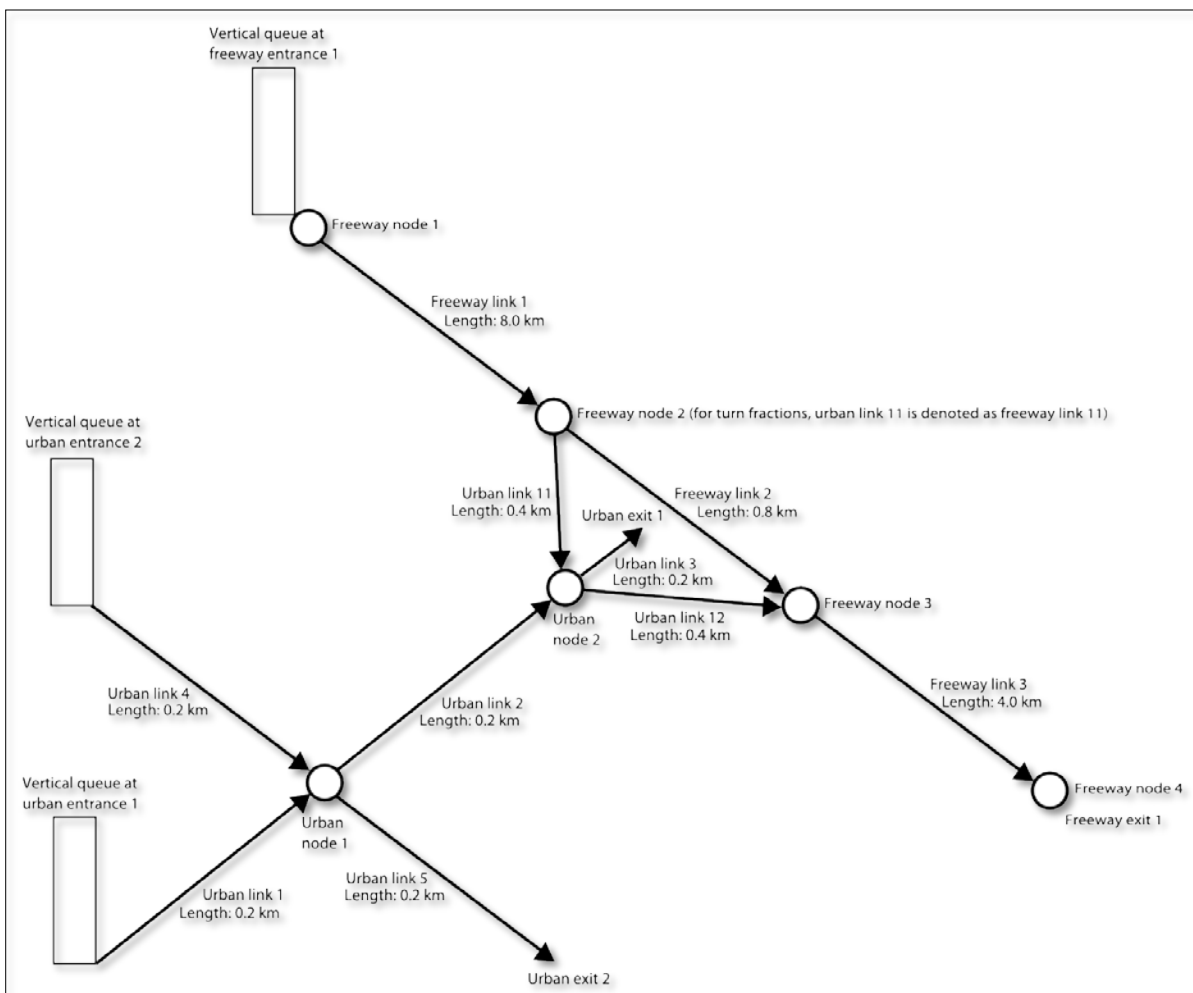 Vertical queue at
freeway entrance 1
Freeway node 1
Freeway link 1
Length: 8.0 km
Vertical queue at
urban entrance 2
Freeway node 2 (for turn fractions, urban link 11 is denoted as freeway link 11)
Urban link 11
Length: 0.4 km
Freeway link 2
Length: 0.8 km
Urban exit 1
Urban link 3
Length: 0.2 km
Freeway node 3
Urban
node 2
Urban link 12
Length: 0.4 km
Urban link 4
Length: 0.2 km
Urban link 2
Length: 0.2 km
Freeway link 3
Length: 4.0 km
Vertical queue at
urban entrance 1
Freeway node 4
Freeway exit 1
Urban
node 1
Urban link 1
Length: 0.2 km
Urban link 5
Length: 0.2 km
Urban exit 2